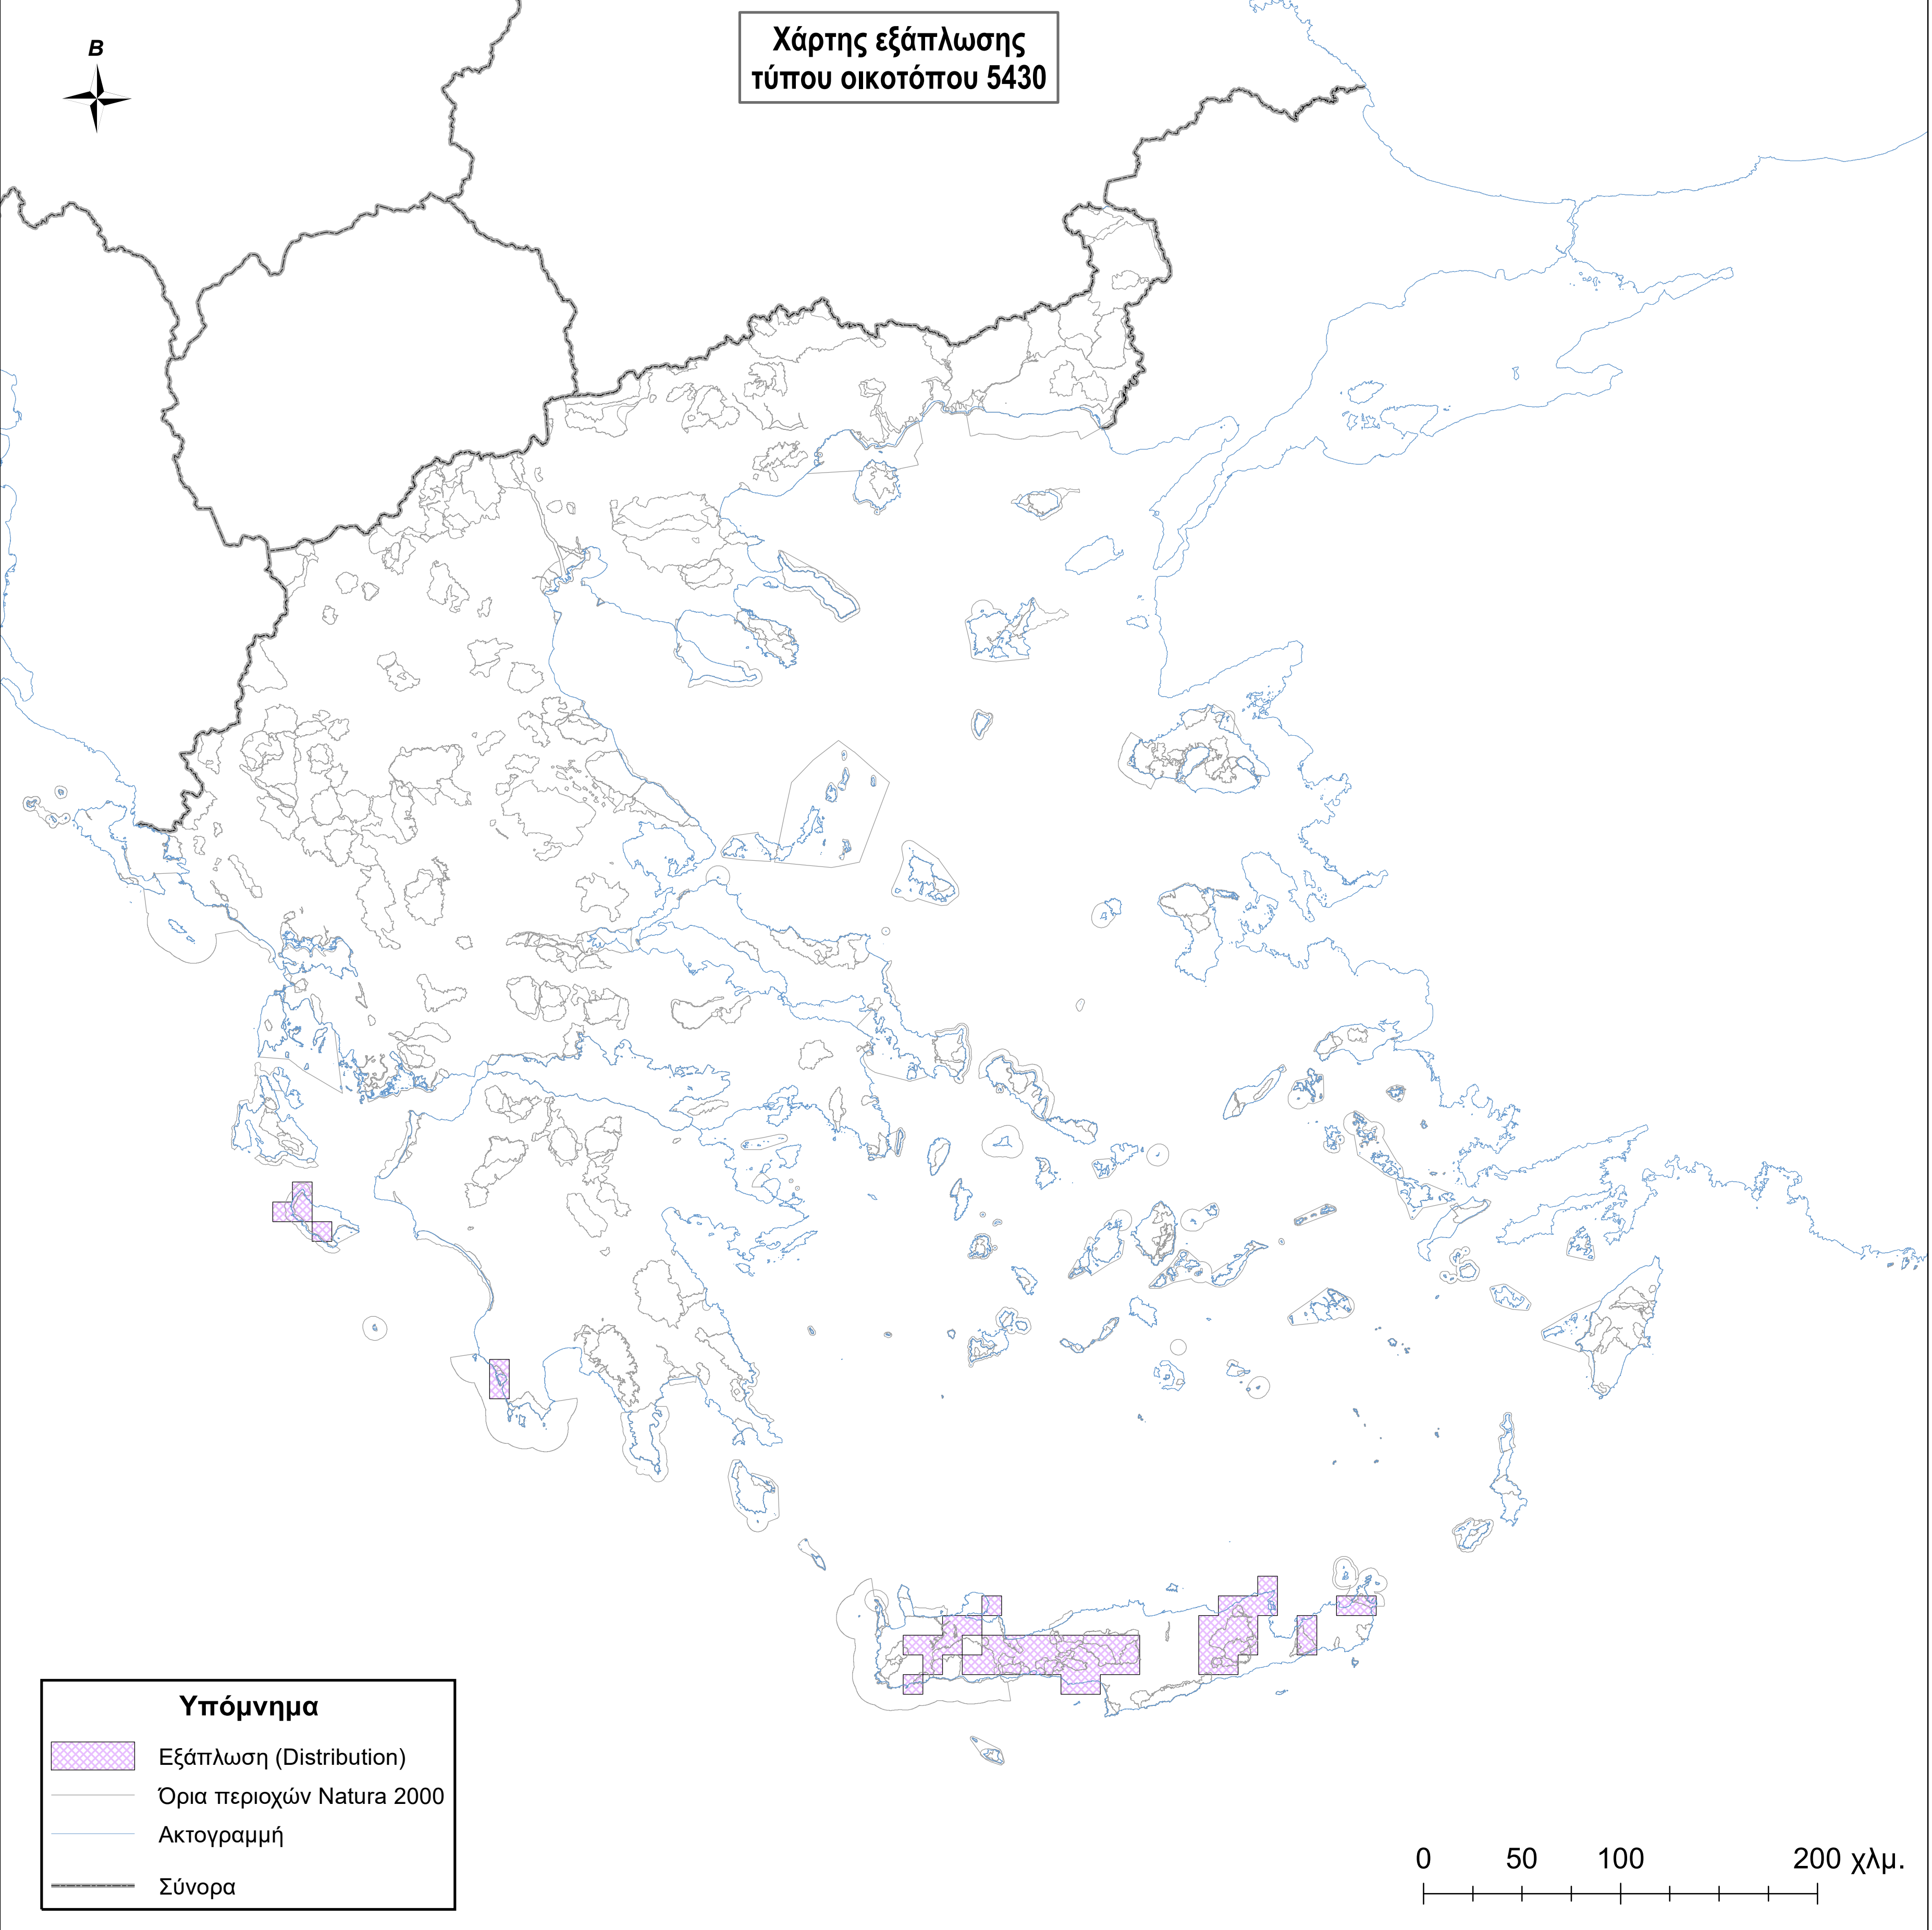 Χάρτης εξάπλωσης
τύπου οικοτόπου 5430
Β
Υπόμνημα
Εξάπλωση (Distribution)
Όρια περιοχών Natura 2000
Ακτογραμμή
Σύνορα
0 50 100 200 χλμ.